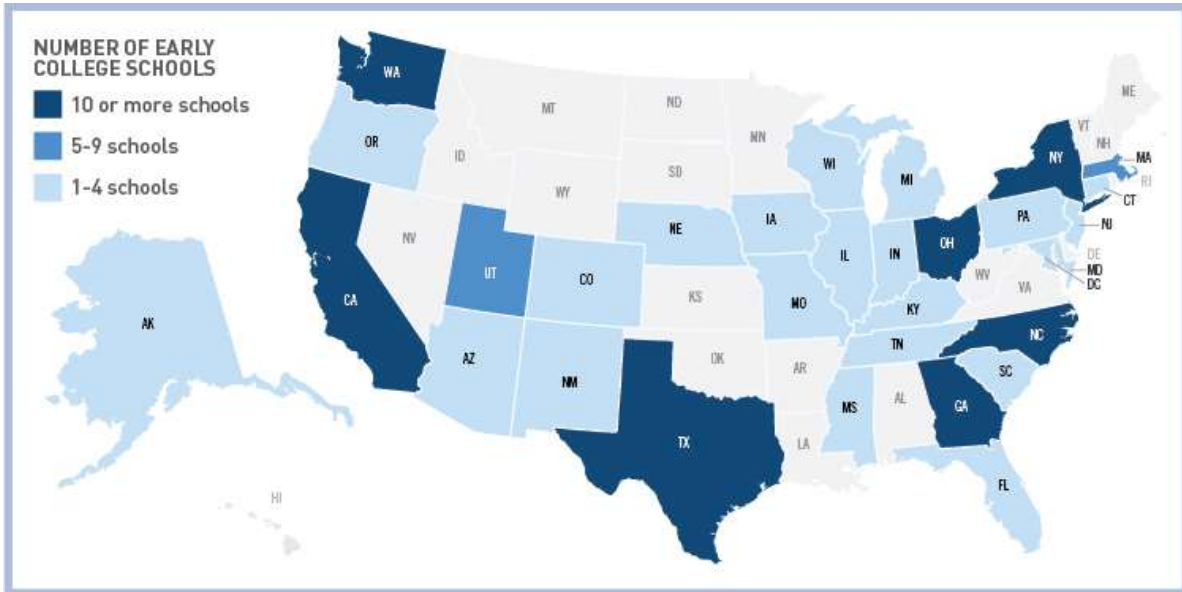 NUMBER OF EARLY
COLLEGE SCHOOLS
10 or more schools
5-9 schools
1-4 schools
WA
MT
ND
MN
ME
VT
NH
OR
ID
SD
WI
MI
NY
MA
RI
WY
CT
NE
IA
PA
NJ
NV
UT
CO
IL
IN
OH
DE
MD
DC
WV
VA
CA
KS
MO
KY
AK
AZ
NM
OK
AR
TN
NC
SC
MS
AL
GA
TX
LA
FL
HI